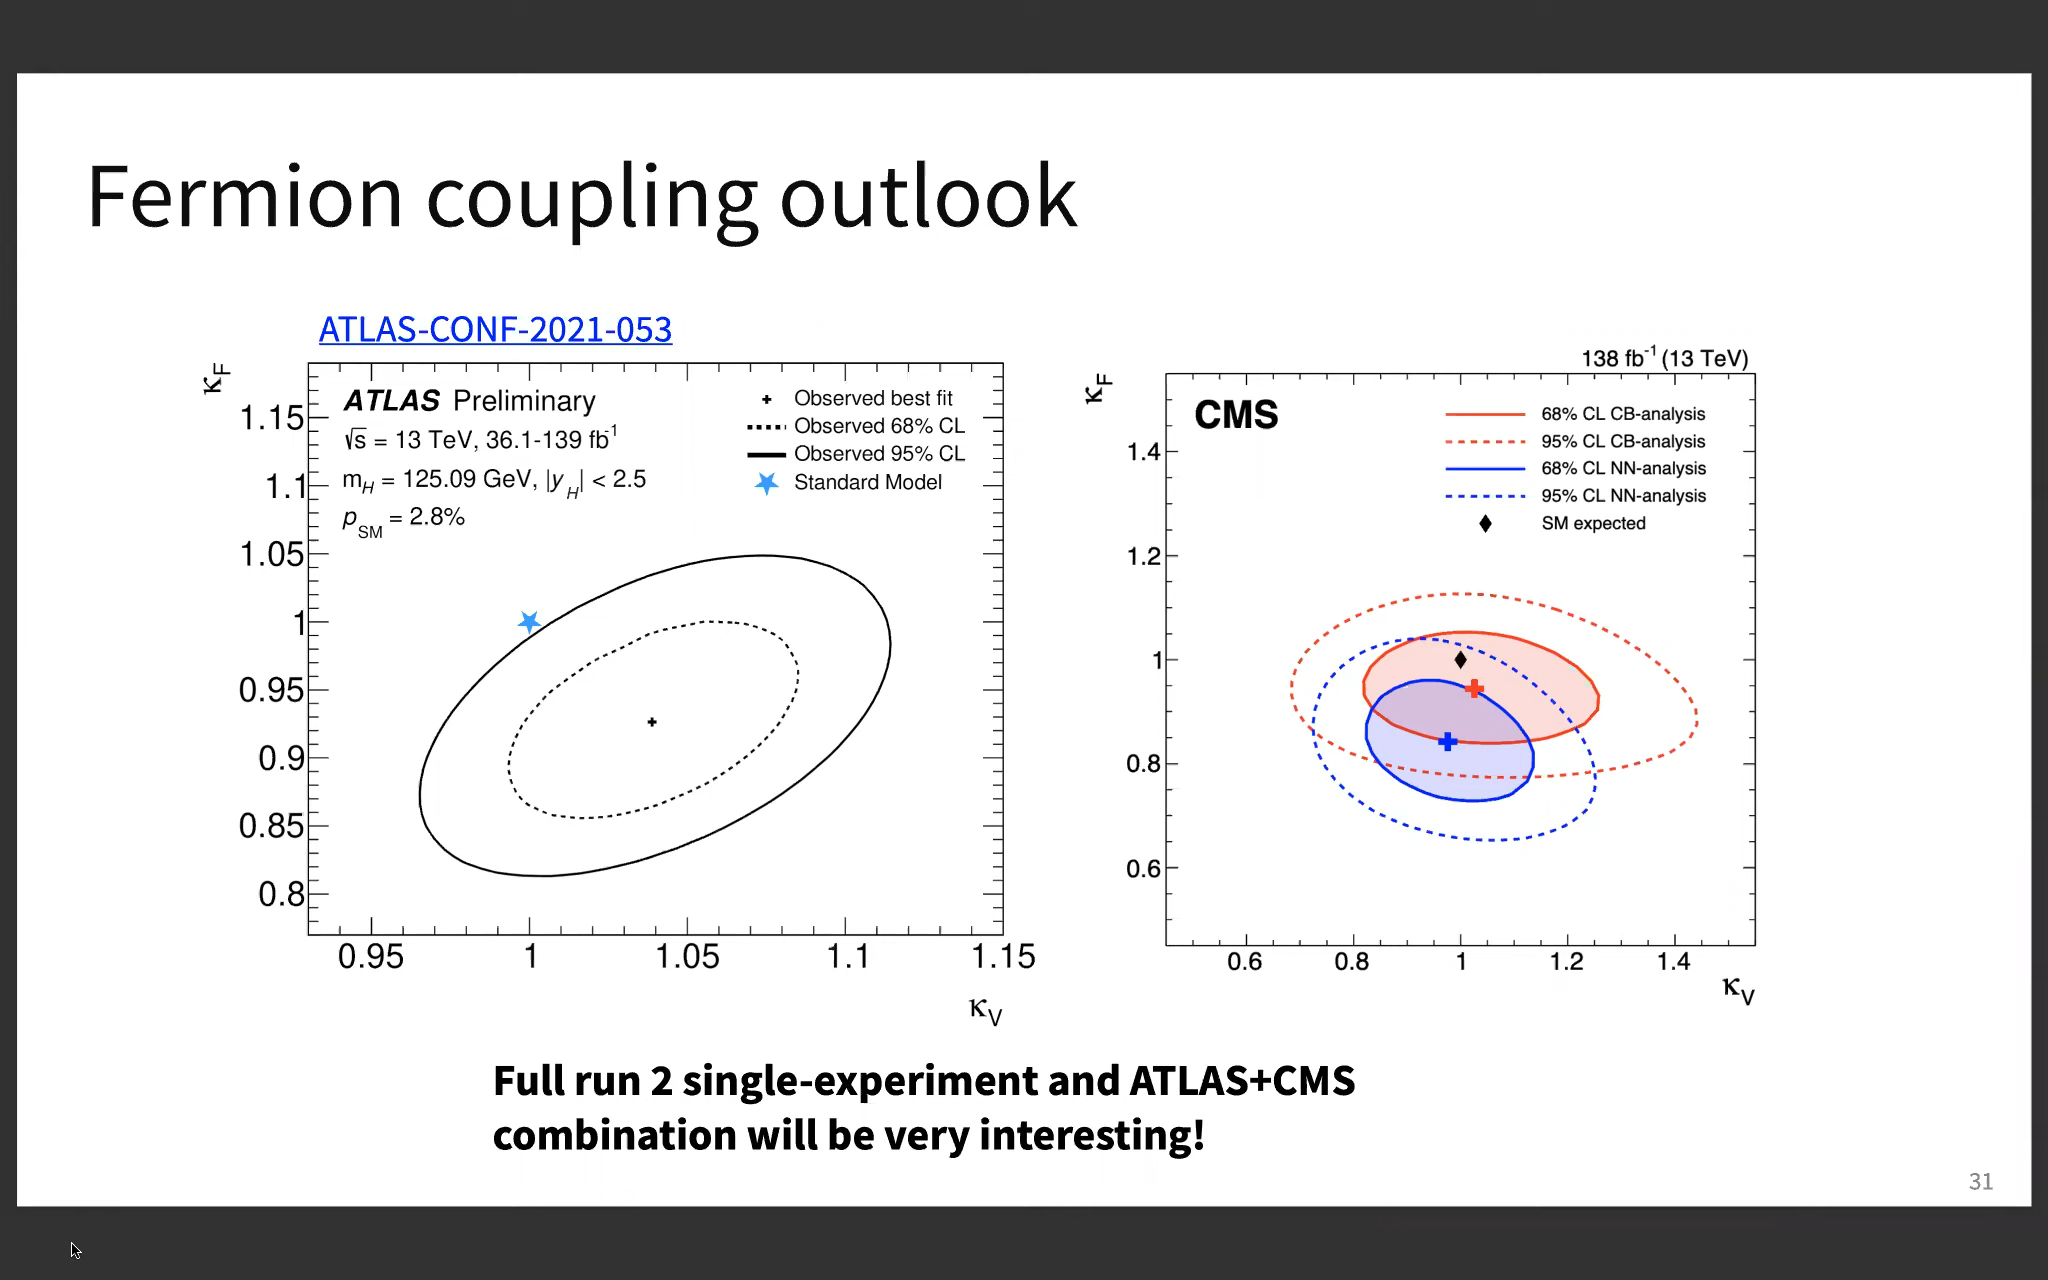 Fermion coupling outlook
ATLAS-CONF-2021-053
κF
ATLAS Preliminary
√s = 13 TeV, 36.1-139 fb-1
mH = 125.09 GeV, |yH| < 2.5
pSM = 2.8%
Observed best fit
Observed 68% CL
Observed 95% CL
Standard Model
1.15
1.1
1.05
1
0.95
0.9
0.85
0.8
0.95 1 1.05 1.1 1.15
κV
138 fb-1 (13 TeV)
κF
CMS
68% CL CB-analysis
95% CL CB-analysis
68% CL NN-analysis
95% CL NN-analysis
SM expected
1.4
1.2
1
0.8
0.6
0.6 0.8 1 1.2 1.4
κV
Full run 2 single-experiment and ATLAS+CMS
combination will be very interesting!
31